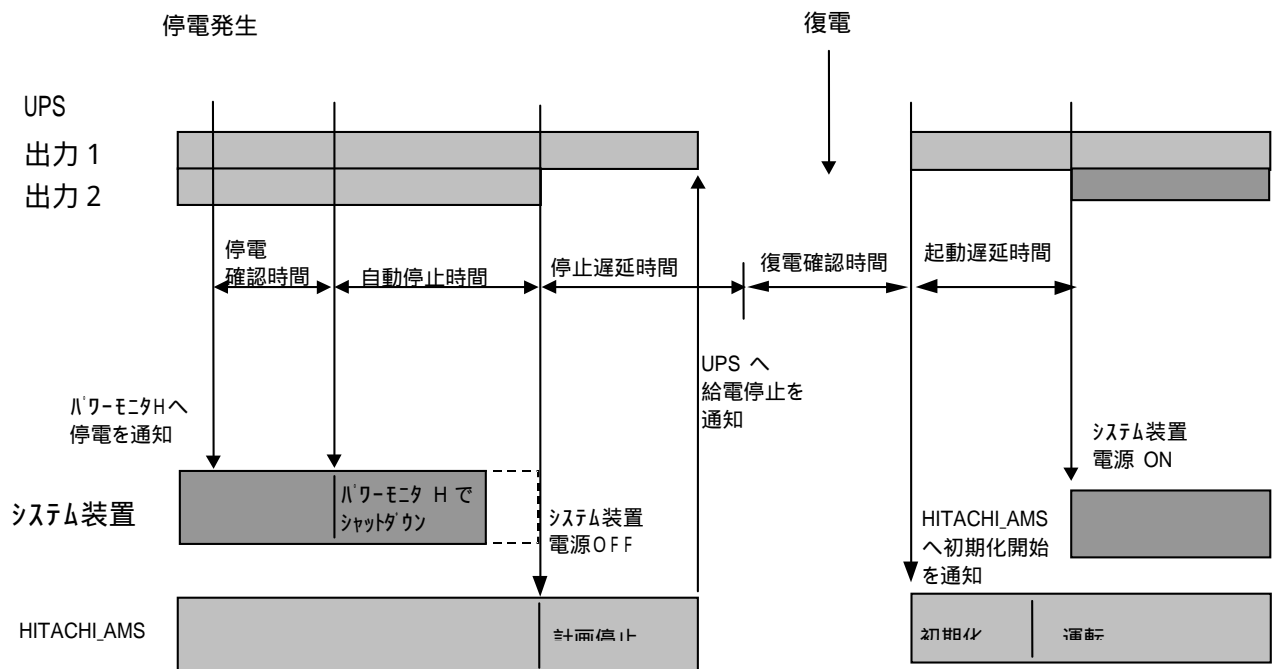 停電発生
復電
UPS
出力 1
出力 2
停電
確認時間
自動停止時間
停止遅延時間
復電確認時間
起動遅延時間
UPS へ
給電停止を
通知
ﾊﾟﾜｰﾓﾆﾀHへ
停電を通知
ｼｽﾃﾑ装置
電源 ON
ｼｽﾃﾑ装置
ﾊﾟﾜｰﾓﾆﾀ H で
ｼｬｯﾄﾀﾞｳﾝ
ｼｽﾃﾑ装置
電源OFF
HITACHI_AMS
へ初期化開始
を通知
HITACHI_AMS
計画停止
初期化
運転